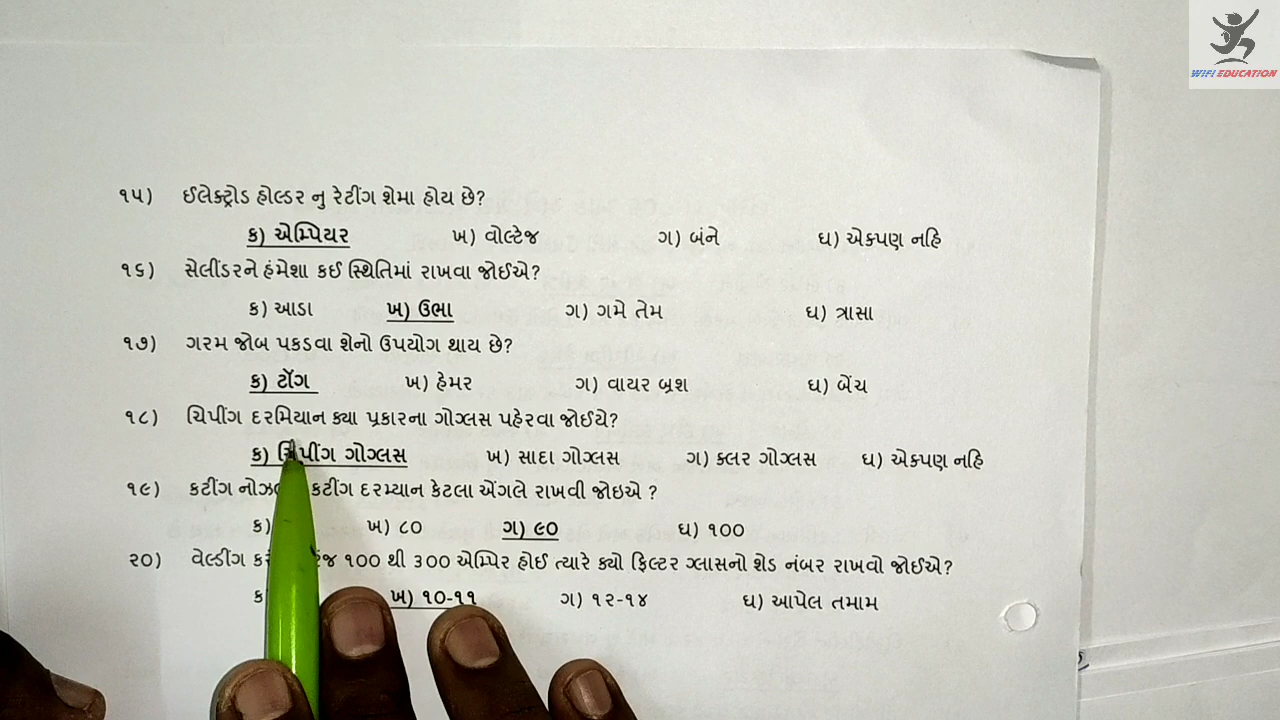 WIFI EDUCATION
૧૫) ઈલેક્ટ્રોડ હોલ્ડર નુ રેટીંગ શેમા હોય છે?
ક) એમ્પિયર ખ) વોલ્ટેજ ગ) બંને ઘ) એકપણ નહિ
૧૬) સેલીંડરને હંમેશા કઈ સ્થિતિમાં રાખવા જોઈએ?
ક) આડા ખ) ઉભા ગ) ગમે તેમ ઘ) ત્રાસા
૧૭) ગરમ જોબ પકડવા શેનો ઉપયોગ થાય છે?
ક) ટોંગ ખ) હેમર ગ) વાયર બ્રશ ઘ) બેંચ
૧૮) ચિપીંગ દરમિયાન ક્યા પ્રકારના ગોગ્લસ પહેરવા જોઈયે?
ક) ચિપીંગ ગોગ્લસ ખ) સાદા ગોગ્લસ ગ) ક્લર ગોગ્લસ ઘ) એકપણ નહિ
૧૯) કટીંગ કટીંગ દરમ્યાન કેટલા એંગલે રાખવી જોઇએ ?
ક) ખ) ૮૦ ગ) ૯૦ ઘ) ૧૦૦
૨૦) વેલ્ડીંગ ૧૦૦ થી ૩૦૦ એમ્પિર હોઈ ત્યારે ક્યો ફિલ્ટર ગ્લાસનો શેડ નંબર રાખવો જોઈએ?
ક ખ) ૧૦-૧૧ ગ) ૧૨-૧૪ ઘ) આપેલ તમામ